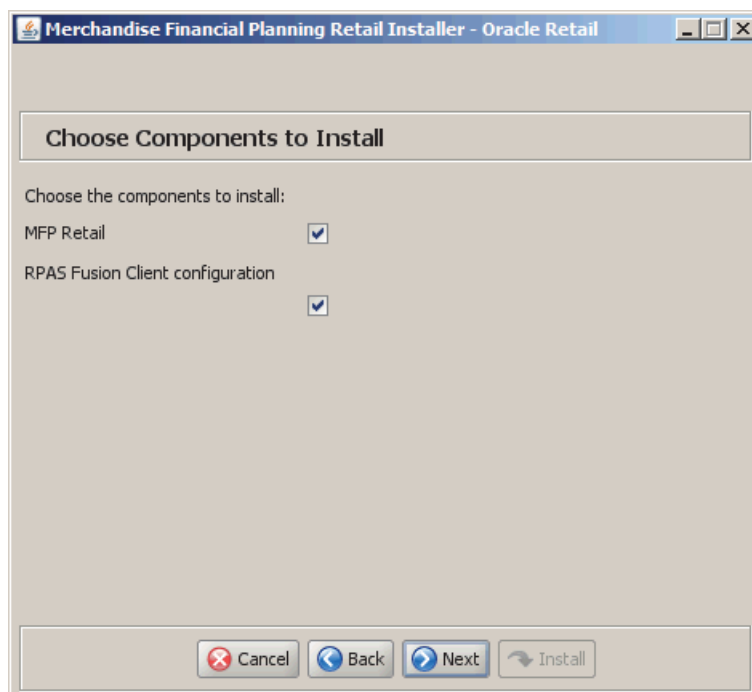 Merchandise Financial Planning Retail Installer - Oracle Retail
Choose Components to Install
Choose the components to install:
MFP Retail
RPAS Fusion Client configuration
Cancel Back Next Install